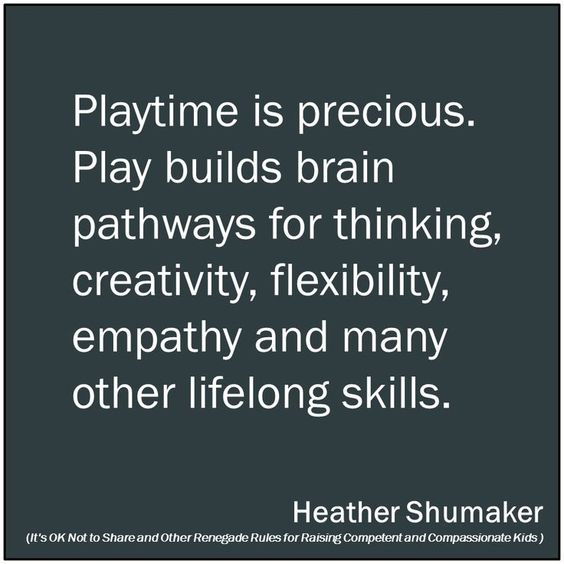 Playtime is precious.
Play builds brain
pathways for thinking,
creativity, flexibility,
empathy and many
other lifelong skills.
Heather Shumaker
(It's OK Not to Share and Other Renegade Rules for Raising Competent and Compassionate Kids )